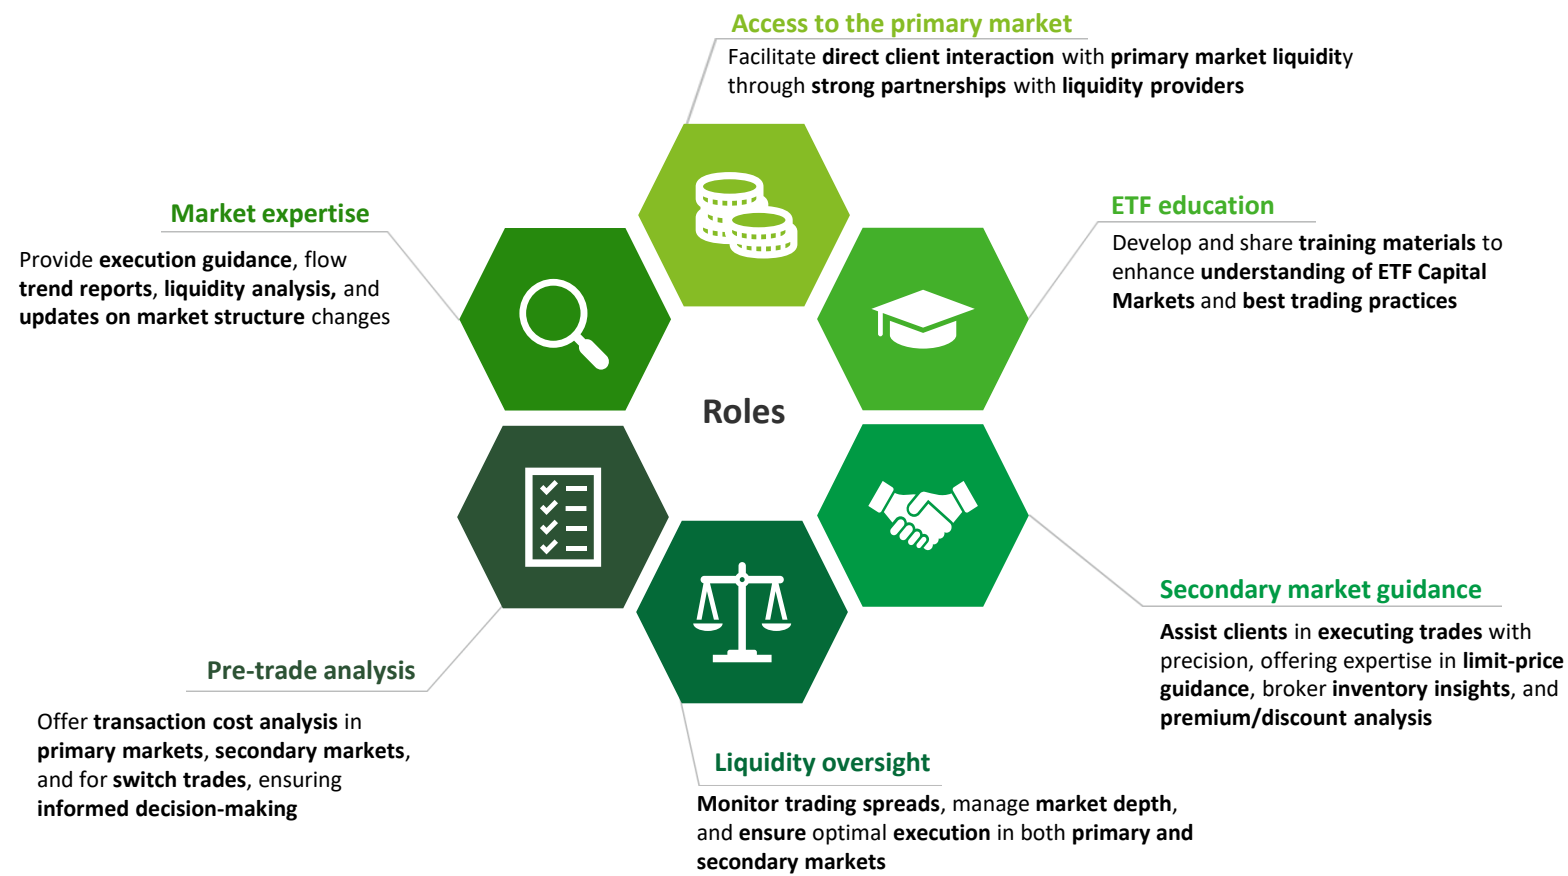 Access to the primary market
Facilitate direct client interaction with primary market liquidity
through strong partnerships with liquidity providers
ETF education
Develop and share training materials to
enhance understanding of ETF Capital
Markets and best trading practices
Secondary market guidance
Assist clients in executing trades with
precision, offering expertise in limit-price
guidance, broker inventory insights, and
premium/discount analysis
Liquidity oversight
Monitor trading spreads, manage market depth,
and ensure optimal execution in both primary and
secondary markets
Pre-trade analysis
Offer transaction cost analysis in
primary markets, secondary markets,
and for switch trades, ensuring
informed decision-making
Market expertise
Provide execution guidance, flow
trend reports, liquidity analysis, and
updates on market structure changes
Roles